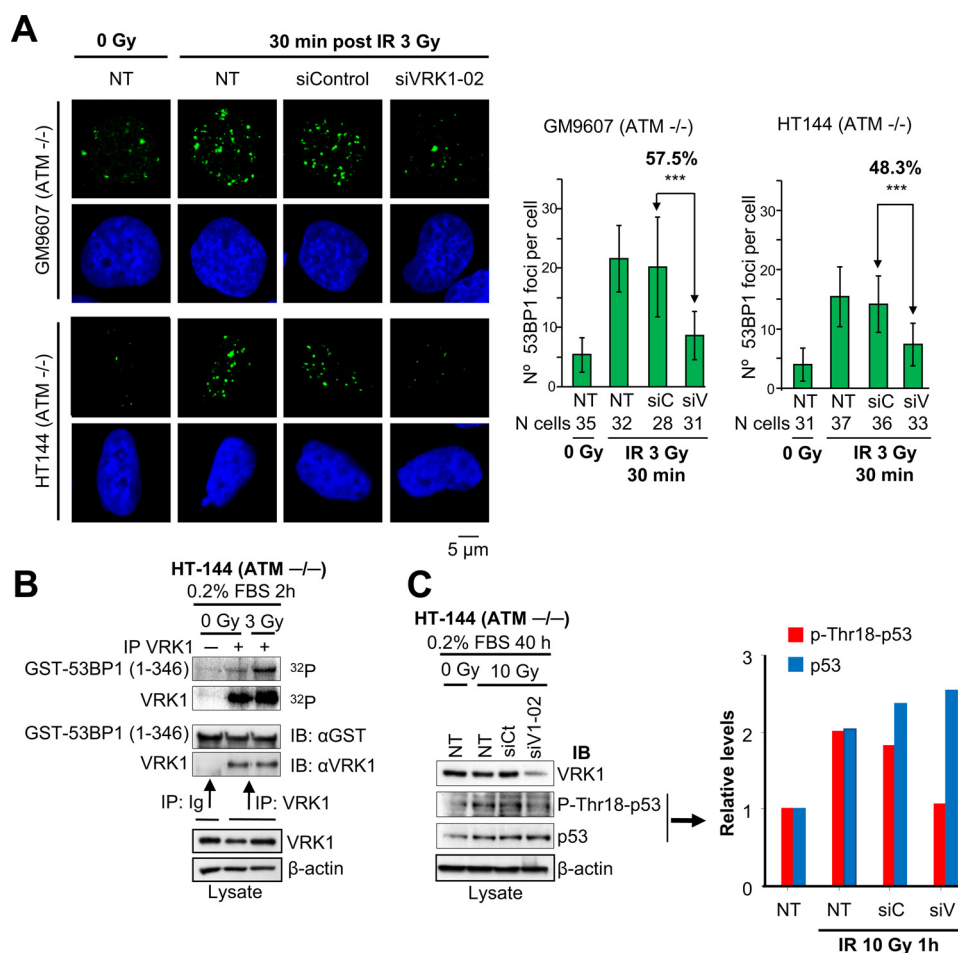 A
0 Gy
30 min post IR 3 Gy
NT
NT
siControl
siVRK1-02
GM9607 (ATM -/-)
HT144 (ATM -/-)
5 µm
GM9607 (ATM -/-)
57.5%
***
Nº 53BP1 foci per cell
30
20
10
0
NT
NT
siC
siV
N cells 35 32 28 31
0 Gy
IR 3 Gy
30 min
HT144 (ATM -/-)
48.3%
***
Nº 53BP1 foci per cell
30
20
10
0
NT
NT
siC
siV
N cells 31 37 36 33
0 Gy
IR 3 Gy
30 min
B
HT-144 (ATM –/–)
0.2% FBS 2h
0 Gy 3 Gy
IP VRK1 — + +
GST-53BP1 (1-346) ³²P
VRK1 ³²P
GST-53BP1 (1-346) IB: αGST
VRK1 IB: αVRK1
IP: Ig IP: VRK1
VRK1
β-actin
Lysate
C
HT-144 (ATM –/–)
0.2% FBS 40 h
0 Gy 10 Gy
NT
NT
siCt
siV1-02
IB
VRK1
P-Thr18-p53
p53
β-actin
Lysate
p-Thr18-p53
p53
Relative levels
3
2
1
0
NT NT siC siV
IR 10 Gy 1h